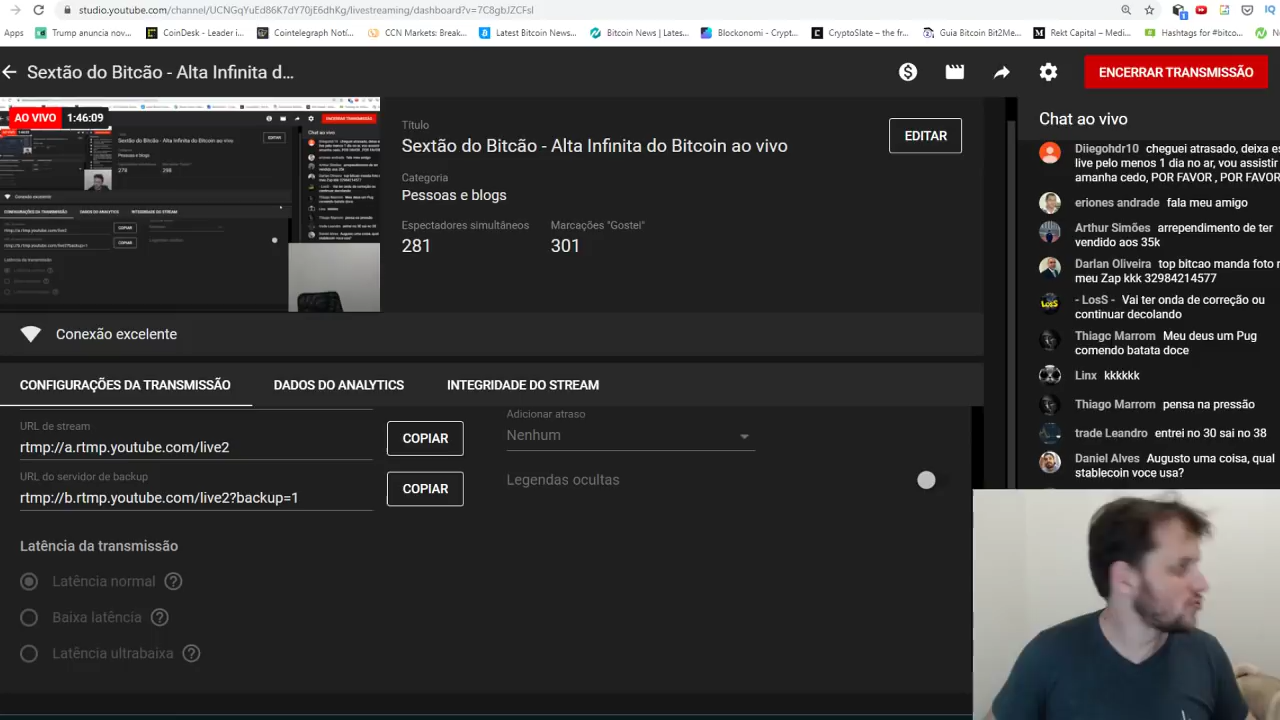 studio.youtube.com/channel/UCNGqYuEd86K7dY70jE6dhKg/livestreaming/dashboard?v=7C8gbJZCFsI
Apps
Trump anuncia nov...
CoinDesk - Leader i...
Cointelegraph Notí...
CCN Markets: Break...
Latest Bitcoin News...
Bitcoin News | Lates...
Blockonomi - Crypt...
CryptoSlate – the fr...
Guia Bitcoin Bit2Me...
Rekt Capital – Medi...
Hashtags for #bitco...
Sextão do Bitcão - Alta Infinita d...
ENCERRAR TRANSMISSÃO
AO VIVO 1:46:09
Título
Sextão do Bitãão - Alta Infinita do Bitcoin ao vivo
EDITAR
Categoria
Pessoas e blogs
Espectadores simultâneos
Marcações "Gostei"
281
301
Conexão excelente
CONFIGURAÇÕES DA TRANSMISSÃO
DADOS DO ANALYTICS
INTEGRIDADE DO STREAM
URL de stream
rtmp://a.rtmp.youtube.com/live2
COPIAR
URL do servidor de backup
rtmp://b.rtmp.youtube.com/live2?backup=1
COPIAR
Adicionar atraso
Nenhum
Legendas ocultas
Latência da transmissão
Latência normal
Baixa latência
Latência ultrabaixa
Chat ao vivo
Diiegohdr10 cheguei atrasado, deixa es
live pelo menos 1 dia no ar, vou assistir
amanha cedo, POR FAVOR , POR FAV
eriones andrade fala meu amigo
Arthur Simões arrependimento de ter
vendido aos 35k
Darlan Oliveira top bitcao manda foto n
meu Zap kkk 32984214577
- LosS - Vai ter onda de correção ou
continuar decolando
Thiago Marrom Meu deus um Pug
comendo batata doce
Linx kkkkkk
Thiago Marrom pensa na pressão
trade Leandro entrei no 30 sai no 38
Daniel Alves Augusto uma coisa, qual
stablecoin voce usa?